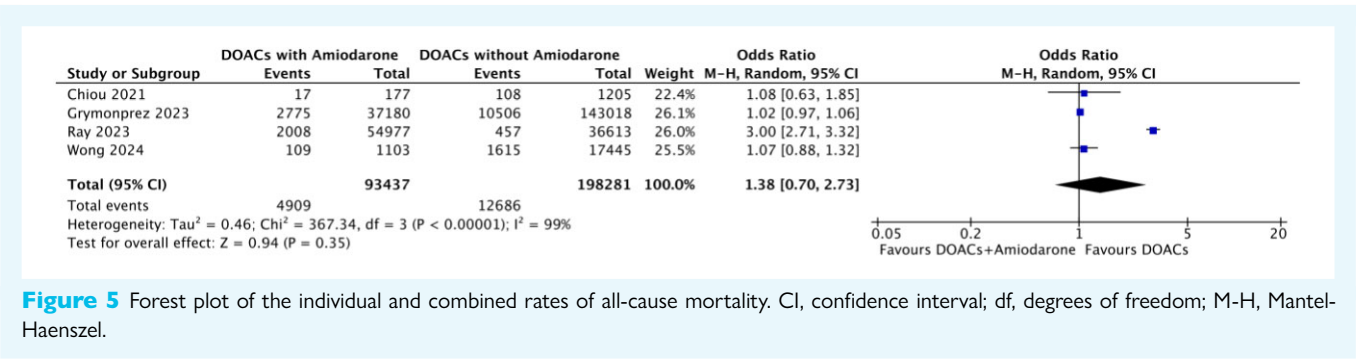 DOACs with Amiodarone DOACs without Amiodarone Odds Ratio Odds Ratio
Study or Subgroup Events Total Events Total Weight M-H, Random, 95% CI M-H, Random, 95% CI
Chiou 2021 17 177 108 1205 22.4% 1.08 [0.63, 1.85]
Grymonprez 2023 2775 37180 10506 143018 26.1% 1.02 [0.97, 1.06]
Ray 2023 2008 54977 457 36613 26.0% 3.00 [2.71, 3.32]
Wong 2024 109 1103 1615 17445 25.5% 1.07 [0.88, 1.32]
Total (95% CI) 93437 198281 100.0% 1.38 [0.70, 2.73]
Total events 4909 12686
Heterogeneity: Tau² = 0.46; Chi² = 367.34, df = 3 (P < 0.00001); I² = 99%
Test for overall effect: Z = 0.94 (P = 0.35)
0.05 0.2 1 5 20
Favours DOACs+Amiodarone Favours DOACs
Figure 5 Forest plot of the individual and combined rates of all-cause mortality. CI, confidence interval; df, degrees of freedom; M-H, Mantel-
Haenszel.